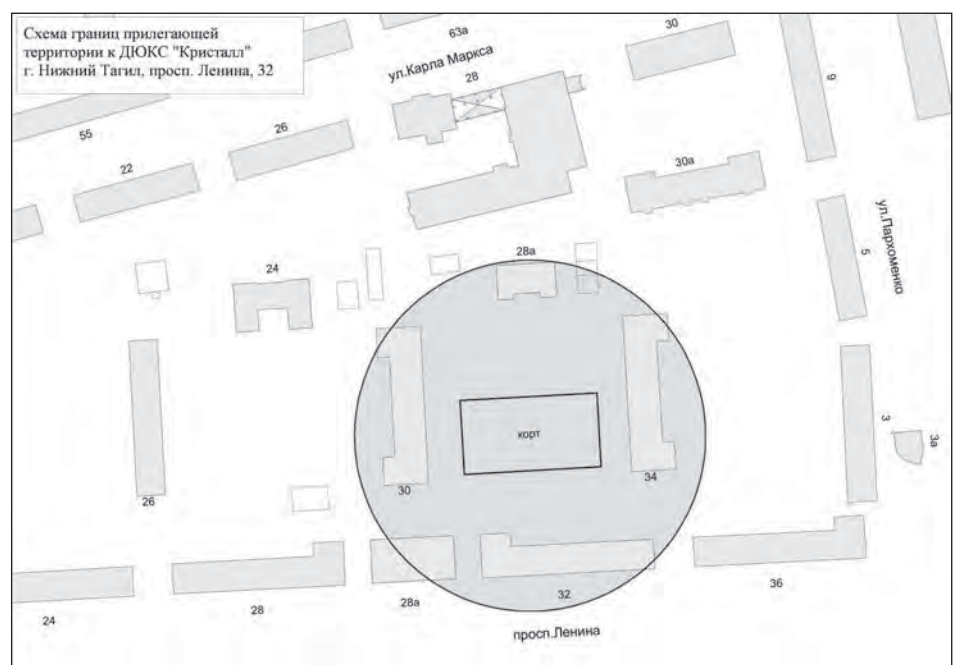 Схема границ прилегающей
территории к ДЮКС "Кристалл"
г. Нижний Тагил, просп. Ленина, 32
63а
30
ул.Карла Маркса
28
9
55
26
22
30а
ул.Пархоменко
5
28а
24
корт
3
3а
30
34
26
32
36
28
28а
24
просп.Ленина